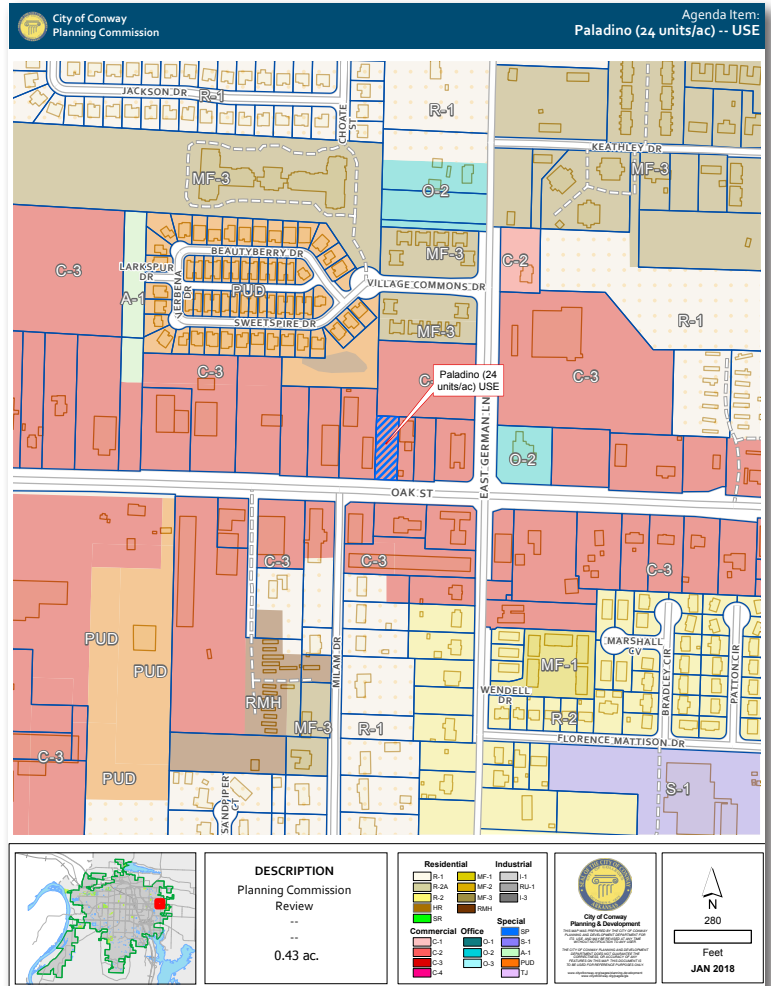 City of Conway
Planning Commission
Agenda Item:
Paladino (24 units/ac) -- USE
JACKSON DR
R-1
CHOATE ST
R-1
KEATHLEY DR
MF-3
MF-3
O-2
BEAUTYBERRY DR
MF-3
C-2
C-3
LARKSPUR DR
A-1
PUD
VILLAGE COMMONS DR
SWEETSPIRE DR
MF-3
R-1
C-3
Paladino (24
units/ac) USE
C-3
EAST GERMAN LN
O-2
OAK ST
C-3
C-3
C-3
PUD
PUD
MILAM DR
MARSHALL CV
MF-1
BRADLEY CIR
PATTON CIR
RMH
WENDELL DR
MF-3
R-1
R-2
FLORENCE MATTISON DR
C-3
PUD
SANDPIPER CT
S-1
DESCRIPTION
Planning Commission
Review
--
--
0.43 ac.
Residential
R-1
R-2A
R-2
HR
SR
MF-1
MF-2
MF-3
RMH
Industrial
I-1
RU-1
I-3
Commercial
C-1
C-2
C-3
C-4
Office
O-1
O-2
O-3
Special
SP
S-1
A-1
PUD
TJ
City of Conway
Planning & Development
N
280
Feet
JAN 2018